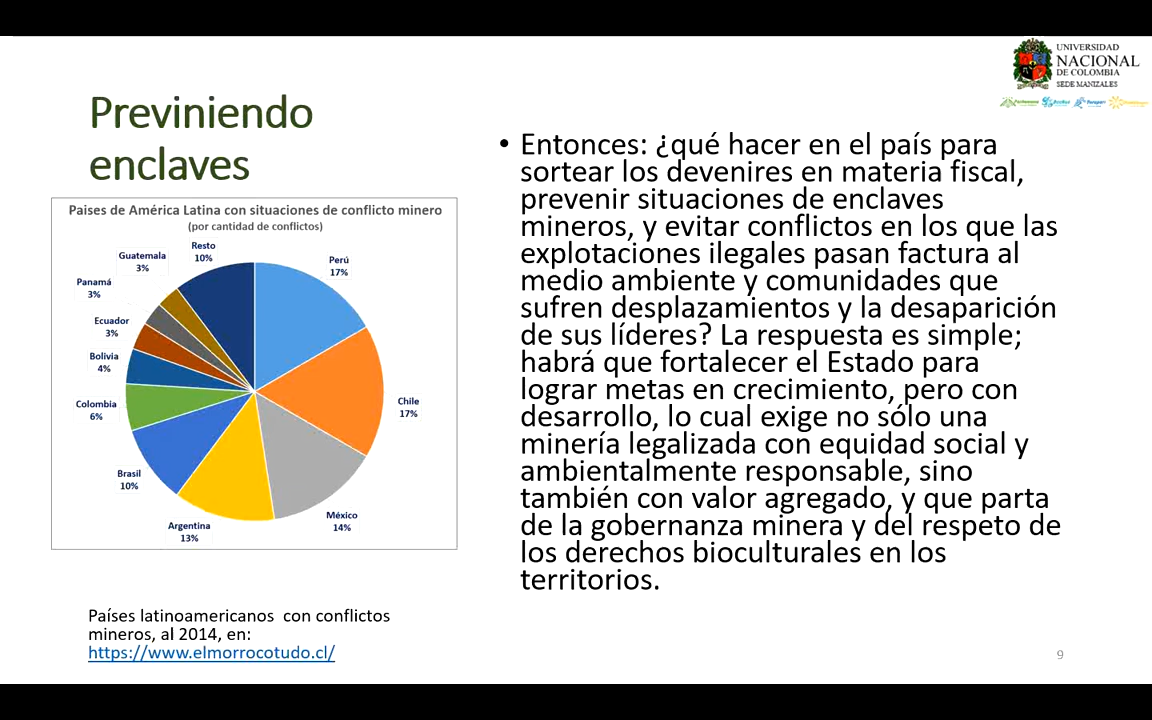 UNIVERSIDAD
NACIONAL
DE COLOMBIA
SEDE MANIZALES
Previniendo
enclaves
Paises de América Latina con situaciones de conflicto minero
(por cantidad de conflictos)
Resto
10%
Perú
17%
Guatemala
3%
Panamá
3%
Ecuador
3%
Bolivia
4%
Colombia
6%
Chile
17%
Brasil
10%
México
14%
Argentina
13%
Países latinoamericanos con conflictos
mineros, al 2014, en:
https://www.elmorrocotudo.cl/
• Entonces: ¿qué hacer en el país para
sortear los devenires en materia fiscal,
prevenir situaciones de enclaves
mineros, y evitar conflictos en los que las
explotaciones ilegales pasan factura al
medio ambiente y comunidades que
sufren desplazamientos y la desaparición
de sus líderes? La respuesta es simple;
habrá que fortalecer el Estado para
lograr metas en crecimiento, pero con
desarrollo, lo cual exige no sólo una
minería legalizada con equidad social y
ambientalmente responsable, sino
también con valor agregado, y que parta
de la gobernanza minera y del respeto de
los derechos bioculturales en los
territorios.
9